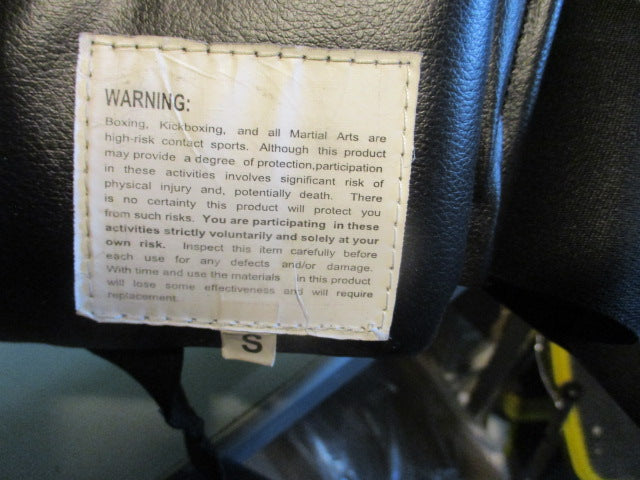 WARNING:
Boxing, Kickboxing, and all Martial Arts are
high-risk contact sports. Although this product
may provide a degree of protection,participation
in these activities involves significant risk of
physical injury and, potentially death. There
is no certainty this product will protect you
from such risks. You are participating in these
activities strictly voluntarily and solely at your
own risk. Inspect this item carefully before
each use for any defects and/or damage.
With time and use the materials in this product
will lose some effectiveness and will require
replacement.
S